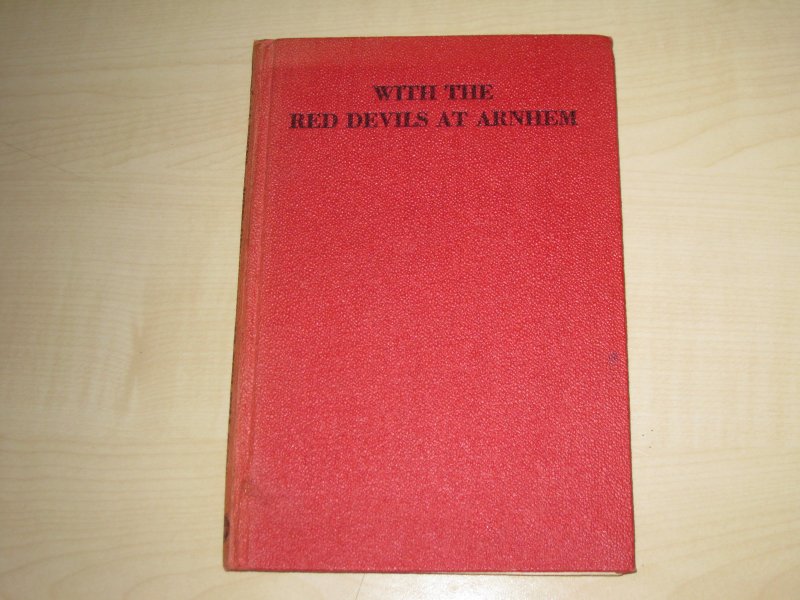 WITH THE
RED DEVILS AT ARNHEM